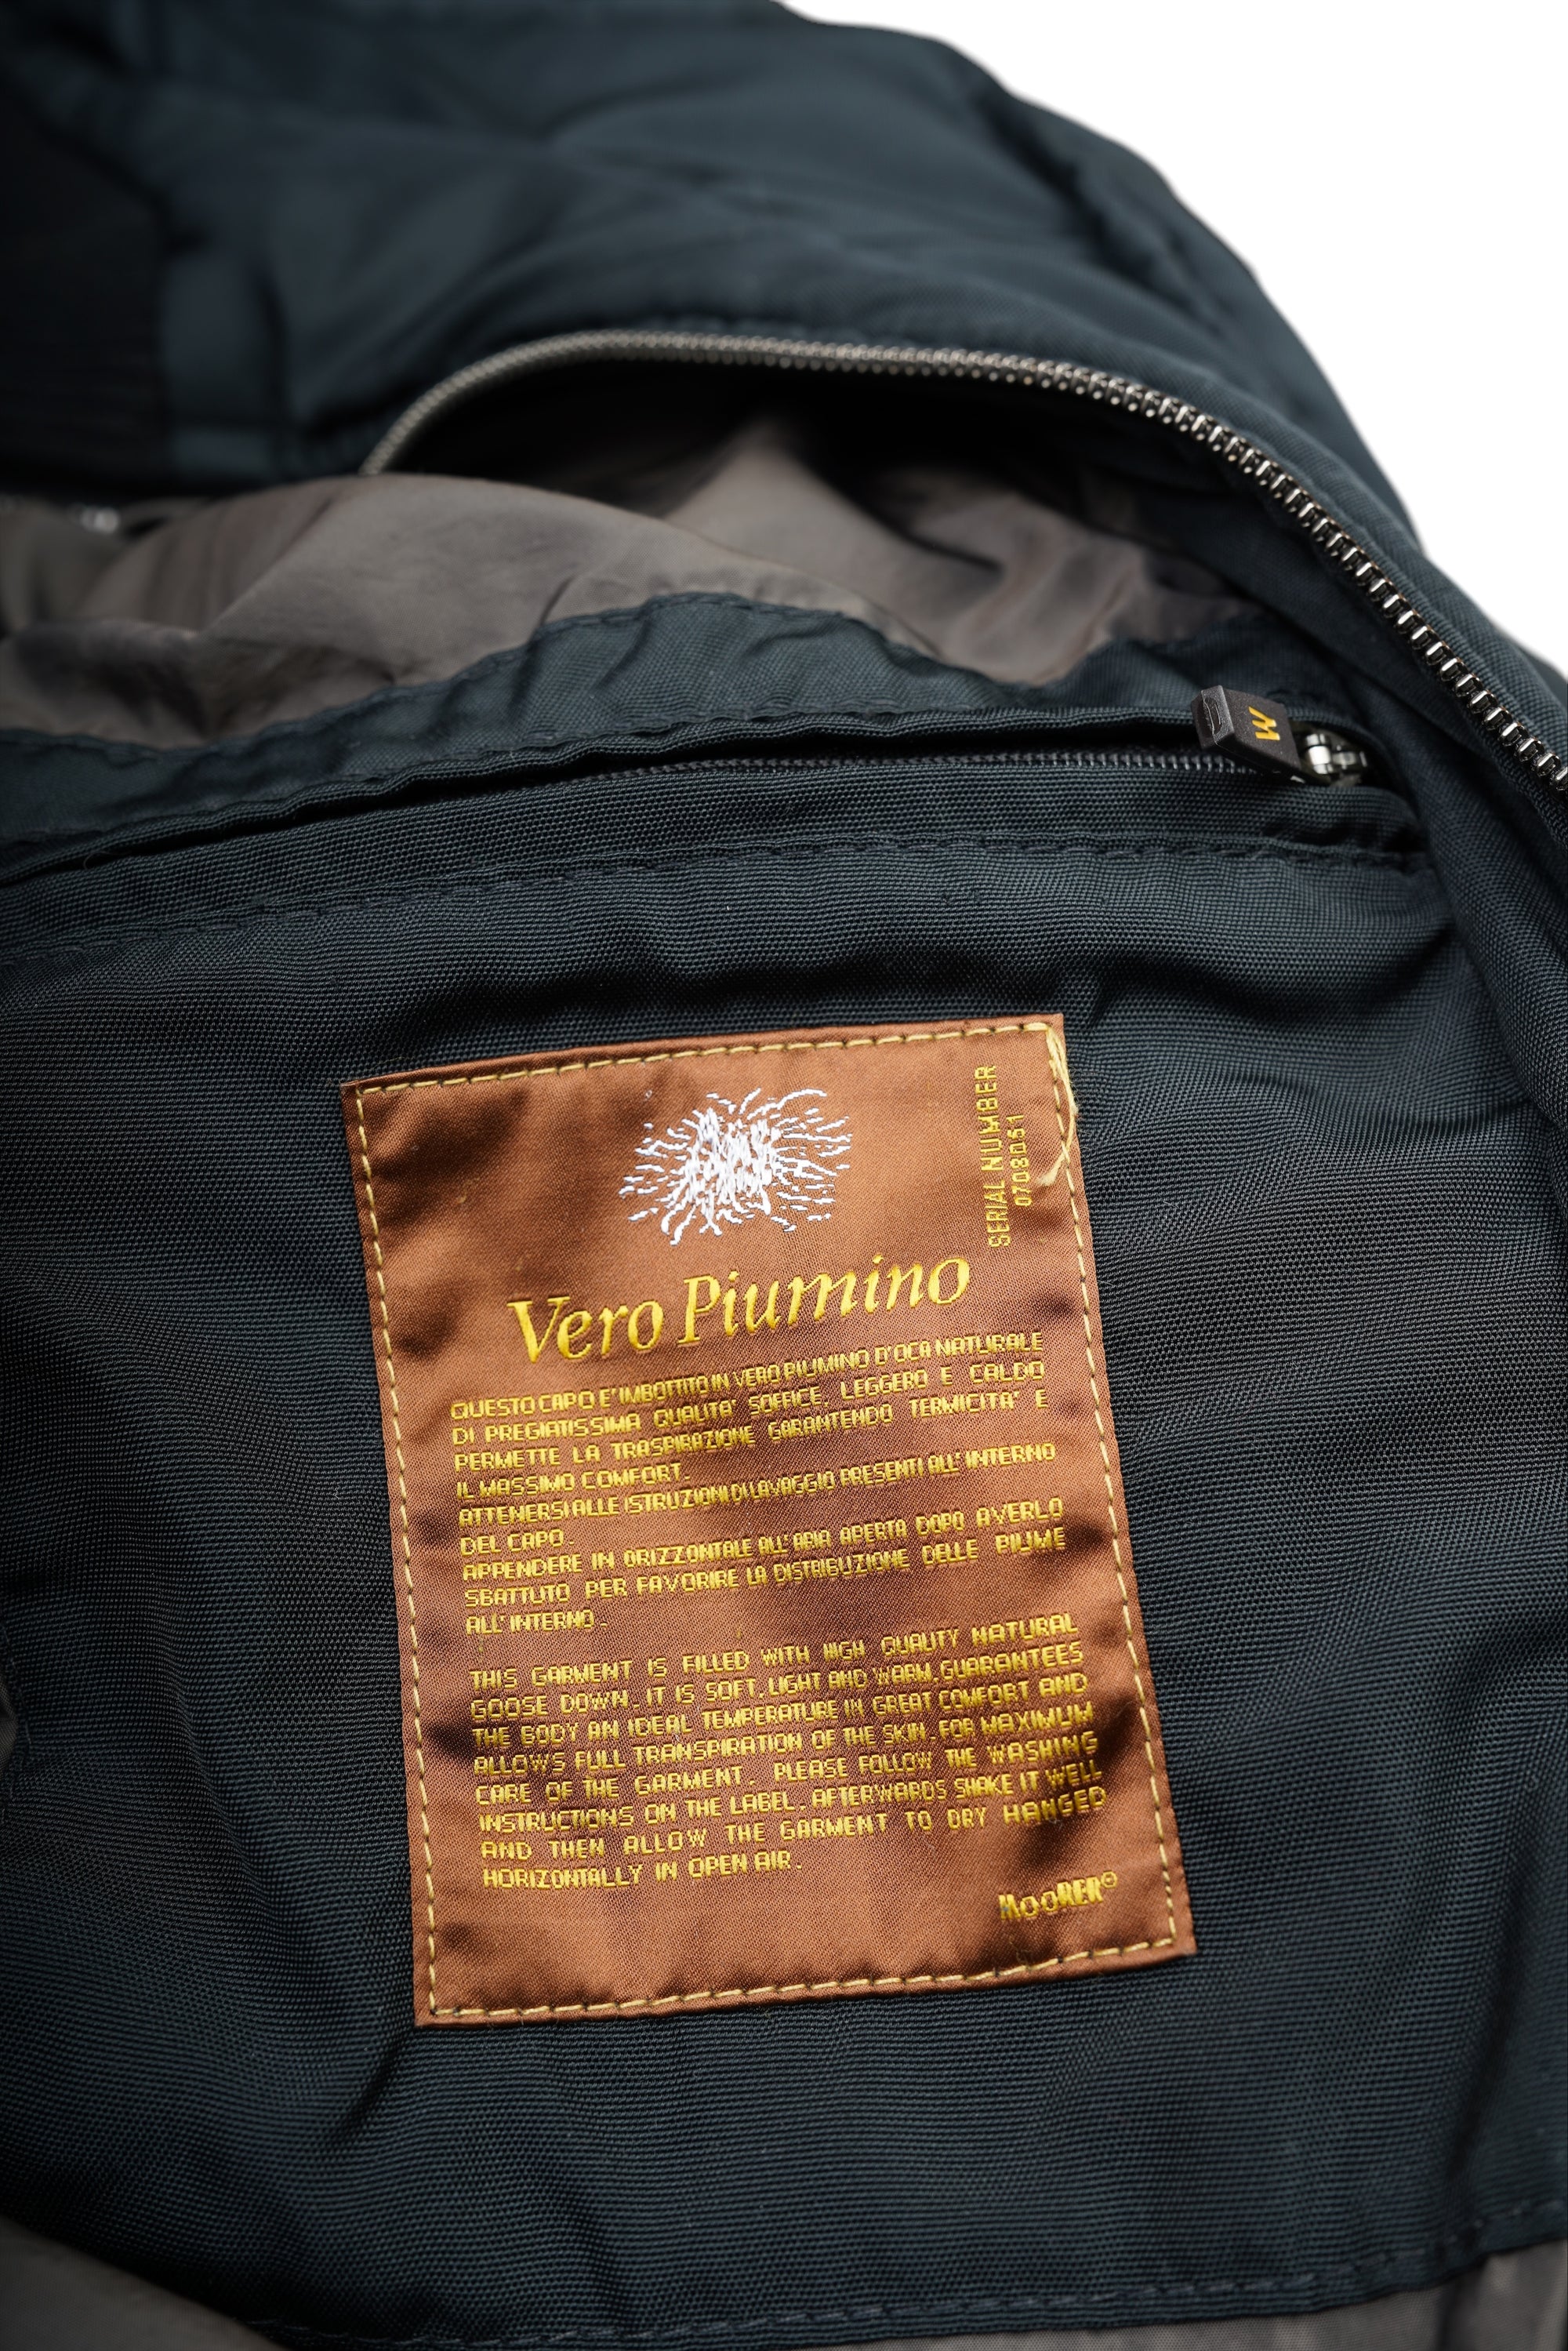 M
SERIAL NUMBER
0708061
Vero Piumino
QUESTO CAPO E' IMBOTTITO IN VERO PIUMINO D'OCA NATURALE
DI PREGIATISSIMA QUALITA' SOFFICE, LEGGERO E CALDO
PERMETTE LA TRASPIRAZIONE GARANTENDO TERMICITA' E
IL MASSIMO COMFORT.
ATTENERSI ALLE ISTRUZIONI DI LAVAGGIO PRESENTI ALL'INTERNO
DEL CAPO.
APPENDERE IN ORIZZONTALE ALL'ARIA APERTA DOPO AVERLO
SBATTUTO PER FAVORIRE LA DISTRIBUZIONE DELLE PIUME
ALL'INTERNO.
THIS GARMENT IS FILLED WITH HIGH QUALITY NATURAL
GOOSE DOWN. IT IS SOFT, LIGHT AND WARM, GUARANTEES
THE BODY AN IDEAL TEMPERATURE IN GREAT COMFORT AND
ALLOWS FULL TRANSPIRATION OF THE SKIN. FOR MAXIMUM
CARE OF THE GARMENT, PLEASE FOLLOW THE WASHING
INSTRUCTIONS ON THE LABEL. AFTERWARDS SHAKE IT WELL
AND THEN ALLOW THE GARMENT TO DRY HANGED
HORIZONTALLY IN OPEN AIR.
MOORER®